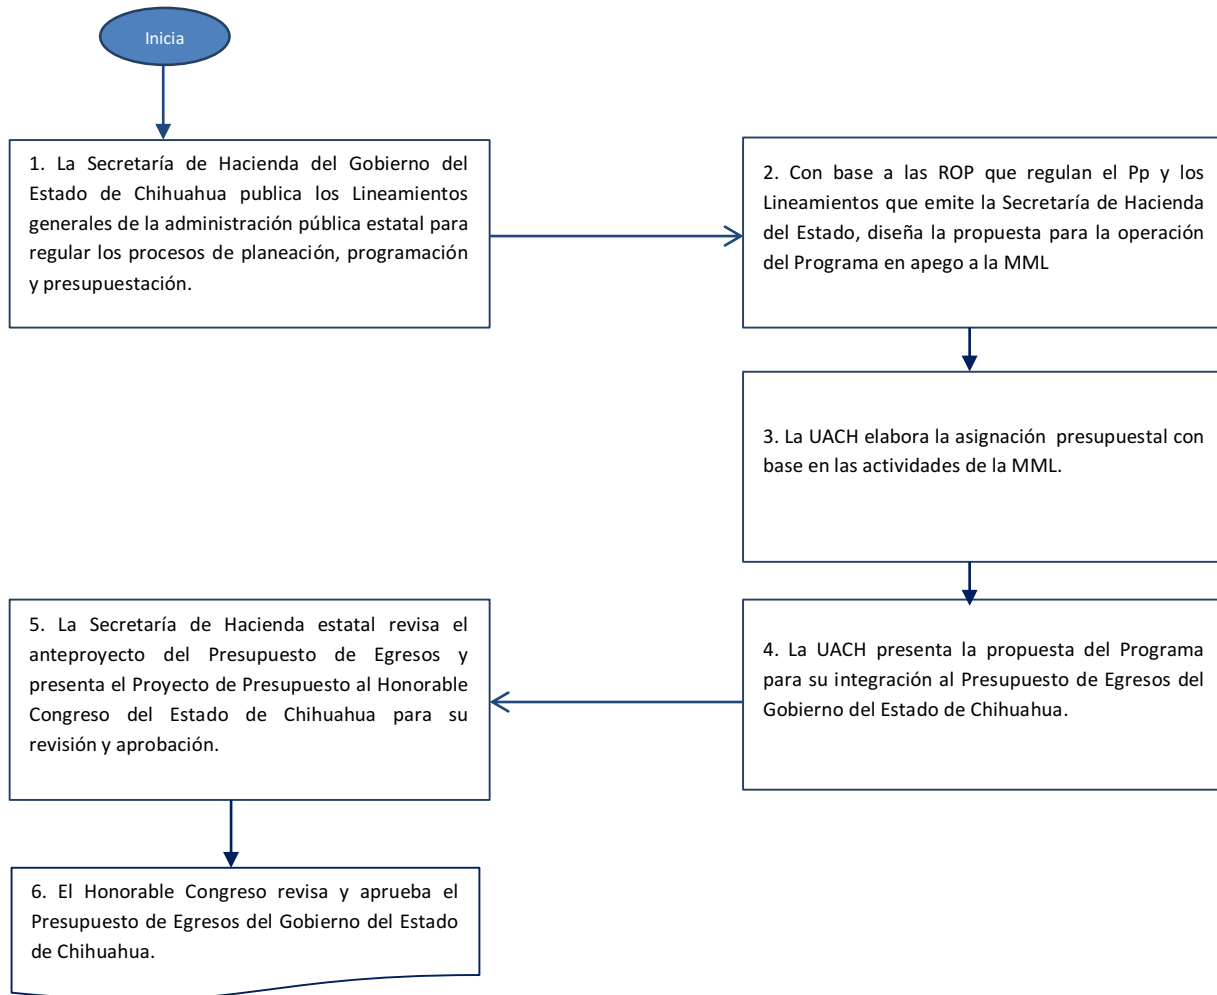 Inicia
1. La Secretaría de Hacienda del Gobierno del
Estado de Chihuahua publica los Lineamientos
generales de la administración pública estatal para
regular los procesos de planeación, programación
y presupuestación.
2. Con base a las ROP que regulan el Pp y los
Lineamientos que emite la Secretaría de Hacienda
del Estado, diseña la propuesta para la operación
del Programa en apego a la MML
3. La UACH elabora la asignación presupuestal con
base en las actividades de la MML.
4. La UACH presenta la propuesta del Programa
para su integración al Presupuesto de Egresos del
Gobierno del Estado de Chihuahua.
5. La Secretaría de Hacienda estatal revisa el
anteproyecto del Presupuesto de Egresos y
presenta el Proyecto de Presupuesto al Honorable
Congreso del Estado de Chihuahua para su
revisión y aprobación.
6. El Honorable Congreso revisa y aprueba el
Presupuesto de Egresos del Gobierno del Estado
de Chihuahua.